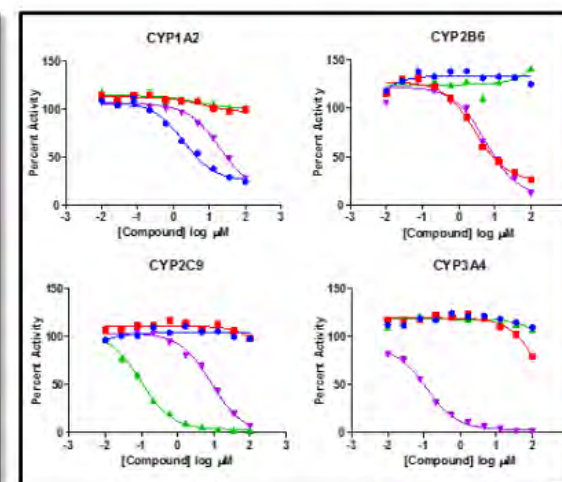 CYP1A2
CYP2B6
Percent Activity
150
100
50
0
-3 -2 -1 0 1 2 3
[Compound] log µM
Percent Activity
150
100
50
0
-3 -2 -1 0 1 2 3
[Compound] log µM
CYP2C9
CYP3A4
Percent Activity
150
100
50
0
-3 -2 -1 0 1 2 3
[Compound] log µM
Percent Activity
150
100
50
0
-3 -2 -1 0 1 2 3
[Compound] log µM